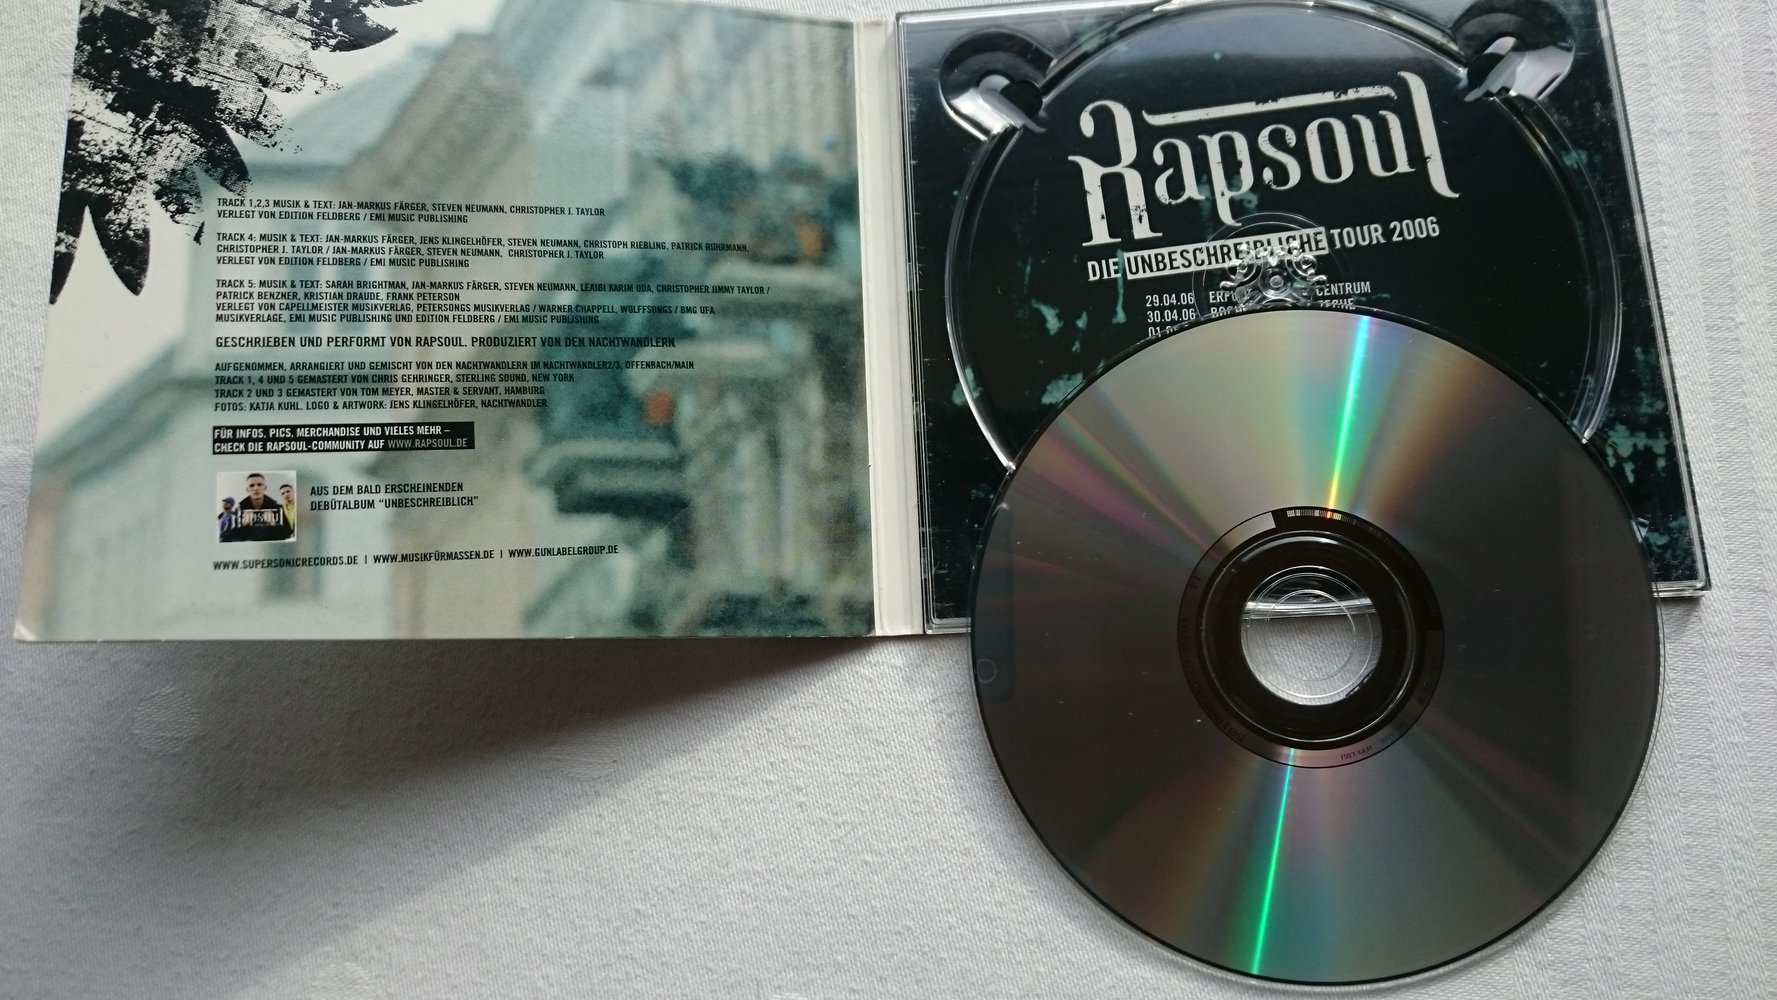 TRACK 1,2,3 MUSIK & TEXT: JAN-MARKUS FÄRGER, STEVEN NEUMANN, CHRISTOPHER J. TAYLOR
VERLEGT VON EDITION FELDBERG / EMI MUSIC PUBLISHING
TRACK 4: MUSIK & TEXT: JAN-MARKUS FÄRGER, JENS KLINGELHÖFER, STEVEN NEUMANN, CHRISTOPH RIEBLING, PATRICK RUHRMANN,
CHRISTOPHER J. TAYLOR / JAN-MARKUS FÄRGER, STEVEN NEUMANN, CHRISTOPHER J. TAYLOR
VERLEGT VON EDITION FELDBERG / EMI MUSIC PUBLISHING
TRACK 5: MUSIK & TEXT: SARAH BRIGHTMAN, JAN-MARKUS FÄRGER, STEVEN NEUMANN, LEAIBI KARIM ODA, CHRISTOPHER JIMMY TAYLOR /
PATRICK BENZNER, KRISTIAN DRAUDE, FRANK PETERSON
VERLEGT VON CAPELLMEISTER MUSIKVERLAG, PETERSONGS MUSIKVERLAG / WARNER CHAPPELL, WOLFFSONGS / BMG UFA
MUSIKVERLAGE, EMI MUSIC PUBLISHING UND EDITION FELDBERG / EMI MUSIC PUBLISHING
GESCHRIEBEN UND PERFORMT VON RAPSOUL. PRODUZIERT VON DEN NACHTWANDLERN
AUFGENOMMEN, ARRANGIERT UND GEMISCHT VON DEN NACHTWANDLERN IM NACHTWANDLER2/3, OFFENBACH/MAIN
TRACK 1, 4 UND 5 GEMASTERT VON CHRIS GEHRINGER, STERLING SOUND, NEW YORK
TRACK 2 UND 3 GEMASTERT VON TOM MEYER, MASTER & SERVANT, HAMBURG
FOTOS: KATJA KUHL. LOGO & ARTWORK: JENS KLINGELHÖFER, NACHTWANDLER
FÜR INFOS, PICS, MERCHANDISE UND VIELES MEHR –
CHECK DIE RAPSOUL-COMMUNITY AUF WWW.RAPSOUL.DE
Rapsoul
AUS DEM BALD ERSCHEINENDEN
DEBÜTALBUM "UNBESCHREIBLICH"
WWW.SUPERSONICRECORDS.DE | WWW.MUSIKFÜRMASSEN.DE | WWW.GUNLABELGROUP.DE
Rapsoul
DIE UNBESCHREIBLICHE TOUR 2006
29.04.06 CENTRUM
30.04.06